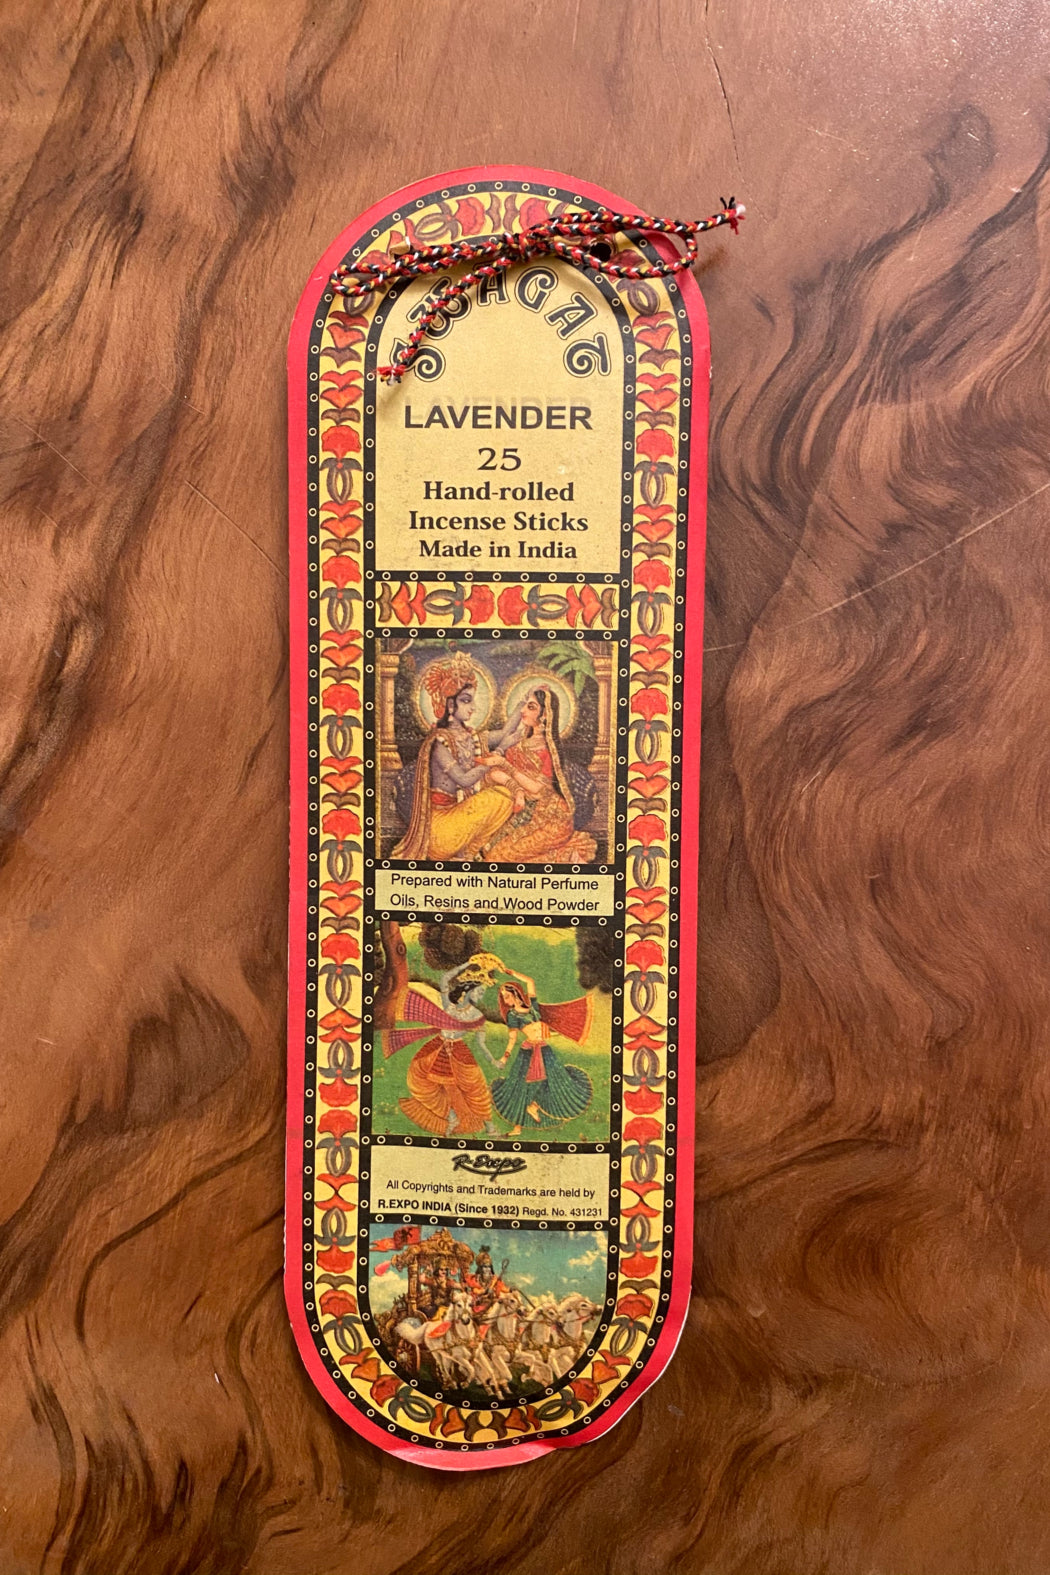 SWAGAT
LAVENDER
25
Hand-rolled
Incense Sticks
Made in India
Prepared with Natural Perfume
Oils, Resins and Wood Powder
R-Expo
All Copyrights and Trademarks are held by
R.EXPO INDIA (Since 1932) Regd. No. 431231